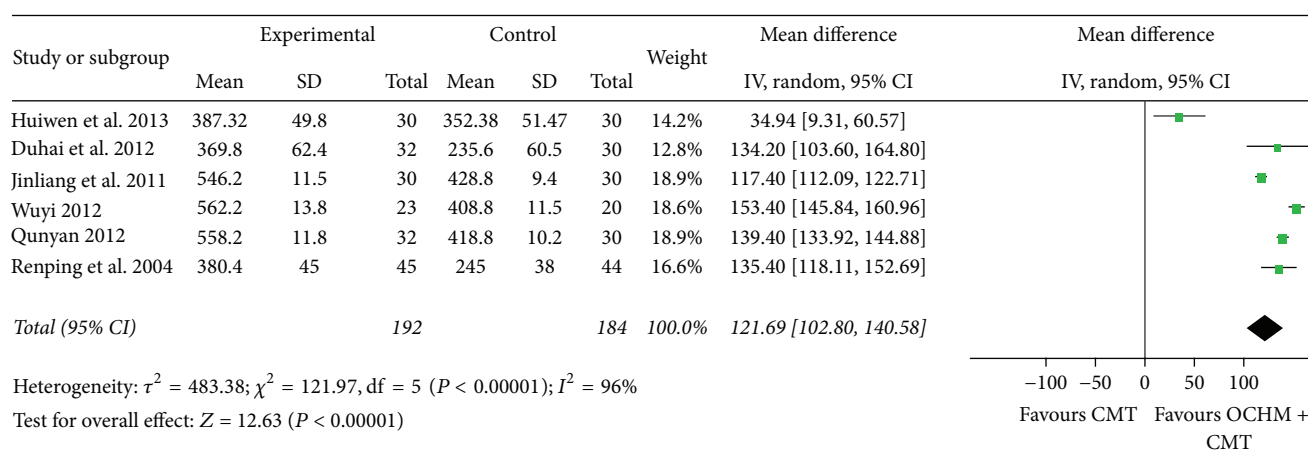 Experimental Control Mean difference Mean difference
Study or subgroup Weight
Mean SD Total Mean SD Total IV, random, 95% CI IV, random, 95% CI
Huiwen et al. 2013 387.32 49.8 30 352.38 51.47 30 14.2% 34.94 [9.31, 60.57]
Duhai et al. 2012 369.8 62.4 32 235.6 60.5 30 12.8% 134.20 [103.60, 164.80]
Jinliang et al. 2011 546.2 11.5 30 428.8 9.4 30 18.9% 117.40 [112.09, 122.71]
Wuyi 2012 562.2 13.8 23 408.8 11.5 20 18.6% 153.40 [145.84, 160.96]
Qunyan 2012 558.2 11.8 32 418.8 10.2 30 18.9% 139.40 [133.92, 144.88]
Renping et al. 2004 380.4 45 45 245 38 44 16.6% 135.40 [118.11, 152.69]
Total (95% CI) 192 184 100.0% 121.69 [102.80, 140.58]
Heterogeneity: τ² = 483.38; χ² = 121.97, df = 5 (P < 0.00001); I² = 96%
Test for overall effect: Z = 12.63 (P < 0.00001)
−100 −50 0 50 100
Favours CMT Favours OCHM +
CMT